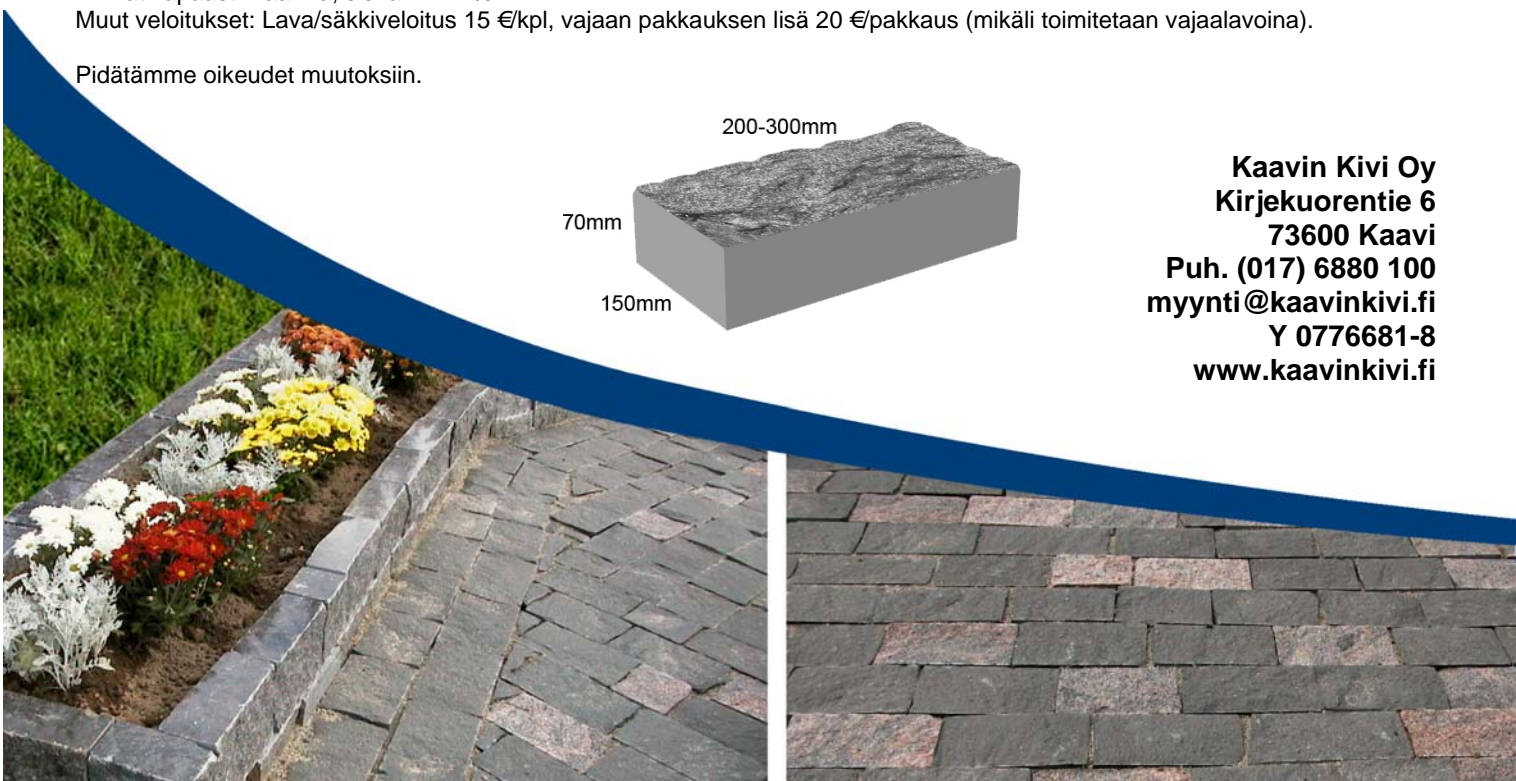 Muut veloitukset: Lava/säkkiveloitus 15 €/kpl, vajaan pakkauksen lisä 20 €/pakkaus (mikäli toimitetaan vajaalavoina).
Pidätämme oikeudet muutoksiin.
200-300mm
70mm
150mm
Kaavin Kivi Oy
Kirjekuorentie 6
73600 Kaavi
Puh. (017) 6880 100
myynti@kaavinkivi.fi
Y 0776681-8
www.kaavinkivi.fi